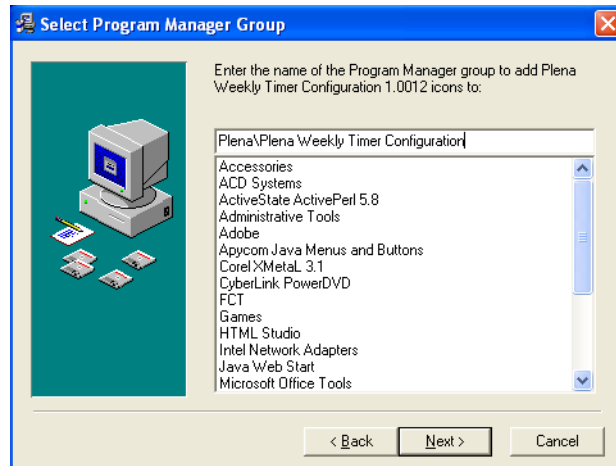 Select Program Manager Group
Enter the name of the Program Manager group to add Plena
Weekly Timer Configuration 1.0012 icons to:
Plena\Plena Weekly Timer Configuration
Accessories
ACD Systems
ActiveState ActivePerl 5.8
Administrative Tools
Adobe
Apycom Java Menus and Buttons
Corel XMetaL 3.1
CyberLink PowerDVD
FCT
Games
HTML Studio
Intel Network Adapters
Java Web Start
Microsoft Office Tools
< Back Next > Cancel